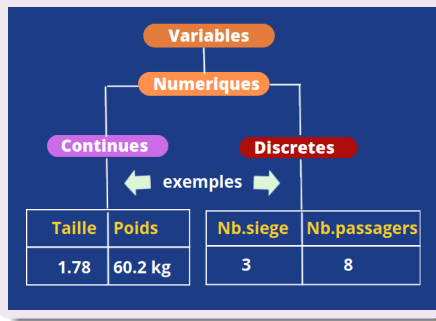 Variables
Numeriques
Continues
Discretes
exemples
Taille Poids
1.78 60.2 kg
Nb.siege Nb.passagers
3 8